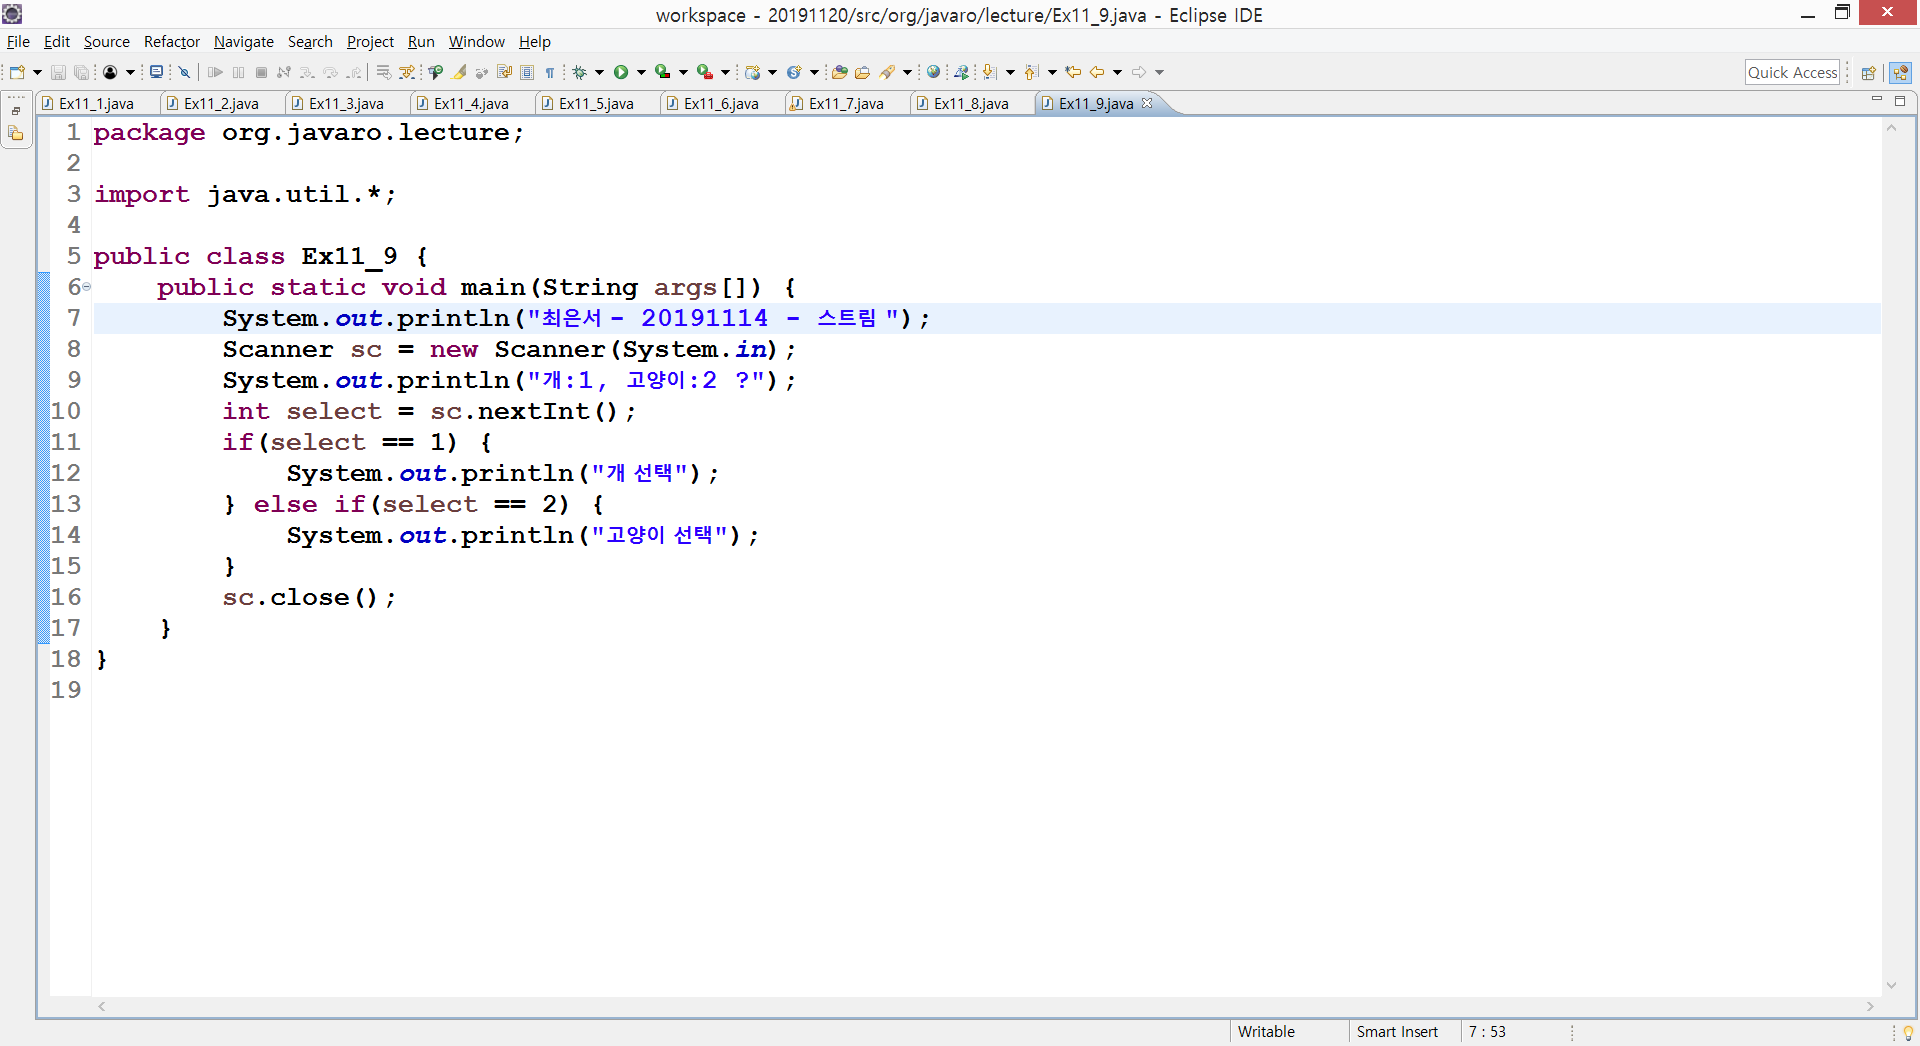 workspace - 20191120/src/org/javaro/lecture/Ex11_9.java - Eclipse IDE
File Edit Source Refactor Navigate Search Project Run Window Help
Quick Access
Ex11_1.java Ex11_2.java Ex11_3.java Ex11_4.java Ex11_5.java Ex11_6.java Ex11_7.java Ex11_8.java Ex11_9.java
1 package org.javaro.lecture;
2
3 import java.util.*;
4
5 public class Ex11_9 {
6 public static void main(String args[]) {
7 System.out.println("최은서 - 20191114 - 스트림 ");
8 Scanner sc = new Scanner(System.in);
9 System.out.println("개:1, 고양이:2 ?");
10 int select = sc.nextInt();
11 if(select == 1) {
12 System.out.println("개 선택");
13 } else if(select == 2) {
14 System.out.println("고양이 선택");
15 }
16 sc.close();
17 }
18 }
19
Writable Smart Insert 7 : 53